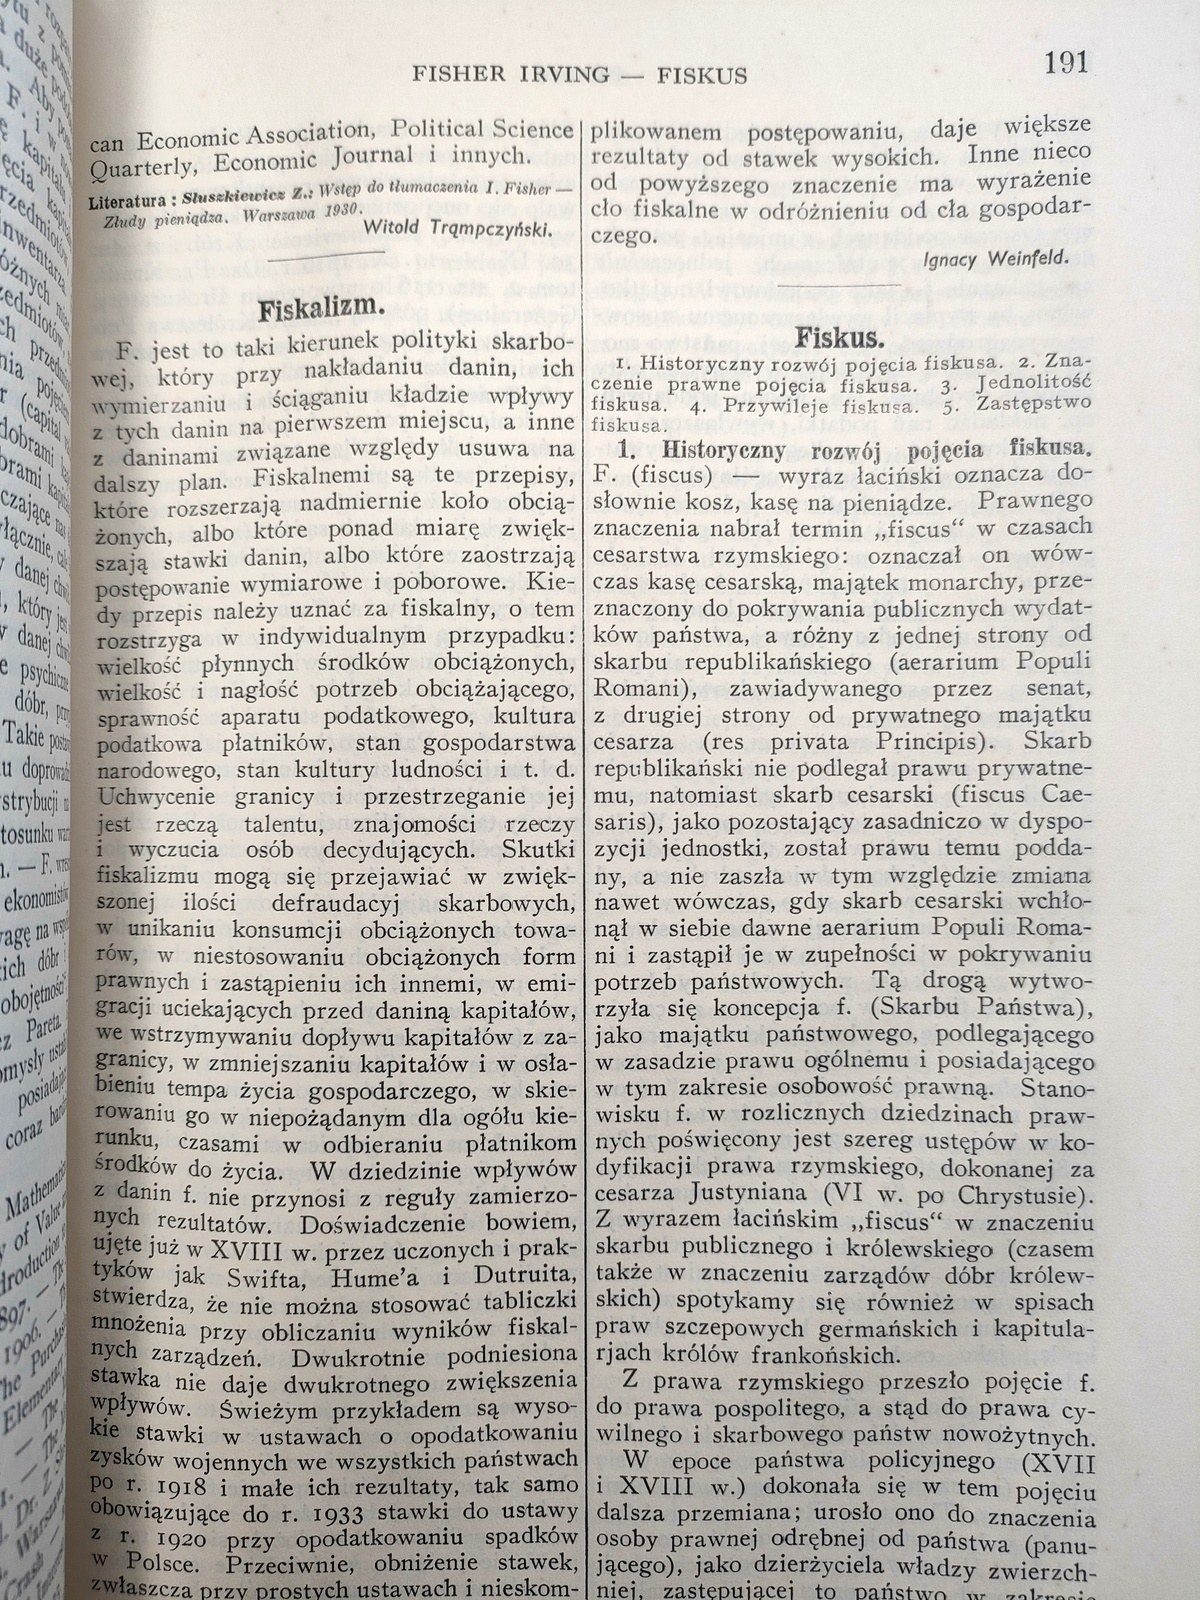 FISHER IRVING — FISKUS
191
can Economic Association, Political Science
Quarterly, Economic Journal i innych.
Literatura: Słuszkiewicz Z.: Wstęp do tłumaczenia I. Fisher —
Złudy pieniądza. Warszawa 1930.
Witold Trąmpczyński.
Fiskalizm.
F. jest to taki kierunek polityki skarbo-
wej, który przy nakładaniu danin, ich
wymierzaniu i ściąganiu kładzie wpływy
z tych danin na pierwszem miejscu, a inne
z daninami związane względy usuwa na
dalszy plan. Fiskalnemi są te przepisy,
które rozszerzają nadmiernie koło obcią-
żonych, albo które ponad miarę zwięk-
szają stawki danin, albo które zaostrzają
postępowanie wymiarowe i poborowe. Kie-
dy przepis należy uznać za fiskalny, o tem
rozstrzyga w indywidualnym przypadku:
wielkość płynnych środków obciążonych,
wielkość i nagłość potrzeb obciążającego,
sprawność aparatu podatkowego, kultura
podatkowa płatników, stan gospodarstwa
narodowego, stan kultury ludności i t. d.
Uchwycenie granicy i przestrzeganie jej
jest rzeczą talentu, znajomości rzeczy
i wyczucia osób decydujących. Skutki
fiskalizmu mogą się przejawiać w zwięk-
szonej ilości defraudacyj skarbowych,
w unikaniu konsumcji obciążonych towa-
rów, w niestosowaniu obciążonych form
prawnych i zastąpieniu ich innemi, w emi-
gracji uciekających przed daniną kapitałów,
we wstrzymywaniu dopływu kapitałów z za-
granicy, w zmniejszaniu kapitałów i w osła-
bieniu tempa życia gospodarczego, w skie-
rowaniu go w niepożądanym dla ogółu kie-
runku, czasami w odbieraniu płatnikom
środków do życia. W dziedzinie wpływów
z danin f. nie przynosi z reguły zamierzo-
nych rezultatów. Doświadczenie bowiem,
ujęte już w XVIII w. przez uczonych i prak-
tyków jak Swifta, Hume'a i Dutruita,
stwierdza, że nie można stosować tabliczki
mnożenia przy obliczaniu wyników fiskal-
nych zarządzeń. Dwukrotnie podniesiona
stawka nie daje dwukrotnego zwiększenia
wpływów. Świeżym przykładem są wyso-
kie stawki w ustawach o opodatkowaniu
zysków wojennych we wszystkich państwach
po r. 1918 i małe ich rezultaty, tak samo
obowiązujące do r. 1933 stawki do ustawy
z r. 1920 przy opodatkowaniu spadków
w Polsce. Przeciwnie, obniżenie stawek,
zwłaszcza przy prostych ustawach i nieskom-
plikowanem postępowaniu, daje większe
rezultaty od stawek wysokich. Inne nieco
od powyższego znaczenie ma wyrażenie
cło fiskalne w odróżnieniu od cła gospodar-
czego.
Ignacy Weinfeld.
Fiskus.
1. Historyczny rozwój pojęcia fiskusa. 2. Zna-
czenie prawne pojęcia fiskusa. 3. Jednolitość
fiskusa. 4. Przywileje fiskusa. 5. Zastępstwo
fiskusa.
1. Historyczny rozwój pojęcia fiskusa.
F. (fiscus) — wyraz łaciński oznacza do-
słownie kosz, kasę na pieniądze. Prawnego
znaczenia nabrał termin „fiscus“ w czasach
cesarstwa rzymskiego: oznaczał on wów-
czas kasę cesarską, majątek monarchy, prze-
znaczony do pokrywania publicznych wydat-
ków państwa, a różny z jednej strony od
skarbu republikańskiego (aerarium Populi
Romani), zawiadywanego przez senat,
z drugiej strony od prywatnego majątku
cesarza (res privata Principis). Skarb
republikański nie podlegał prawu prywatne-
mu, natomiast skarb cesarski (fiscus Cae-
saris), jako pozostający zasadniczo w dyspo-
zycji jednostki, został prawu temu podda-
ny, a nie zaszła w tym względzie zmiana
nawet wówczas, gdy skarb cesarski wchło-
nął w siebie dawne aerarium Populi Roma-
ni i zastąpił je w zupełności w pokrywaniu
potrzeb państwowych. Tą drogą wytwo-
rzyła się koncepcja f. (Skarbu Państwa),
jako majątku państwowego, podlegającego
w zasadzie prawu ogólnemu i posiadającego
w tym zakresie osobowość prawną. Stano-
wisku f. w rozlicznych dziedzinach praw-
nych poświęcony jest szereg ustępów w ko-
dyfikacji prawa rzymskiego, dokonanej za
cesarza Justyniana (VI w. po Chrystusie).
Z wyrazem łacińskim „fiscus“ w znaczeniu
skarbu publicznego i królewskiego (czasem
także w znaczeniu zarządów dóbr królew-
skich) spotykamy się również w spisach
praw szczepowych germańskich i kapitula-
rjach królów frankońskich.
Z prawa rzymskiego przeszło pojęcie f.
do prawa pospolitego, a stąd do prawa cy-
wilnego i skarbowego państw nowożytnych.
W epoce państwa policyjnego (XVII
i XVIII w.) dokonała się w tem pojęciu
dalsza przemiana; urosło ono do znaczenia
osoby prawnej odrębnej od państwa (panu-
jącego), jako dzierżyciela władzy zwierzch-
niej, zastępującej to państwo w zakresie